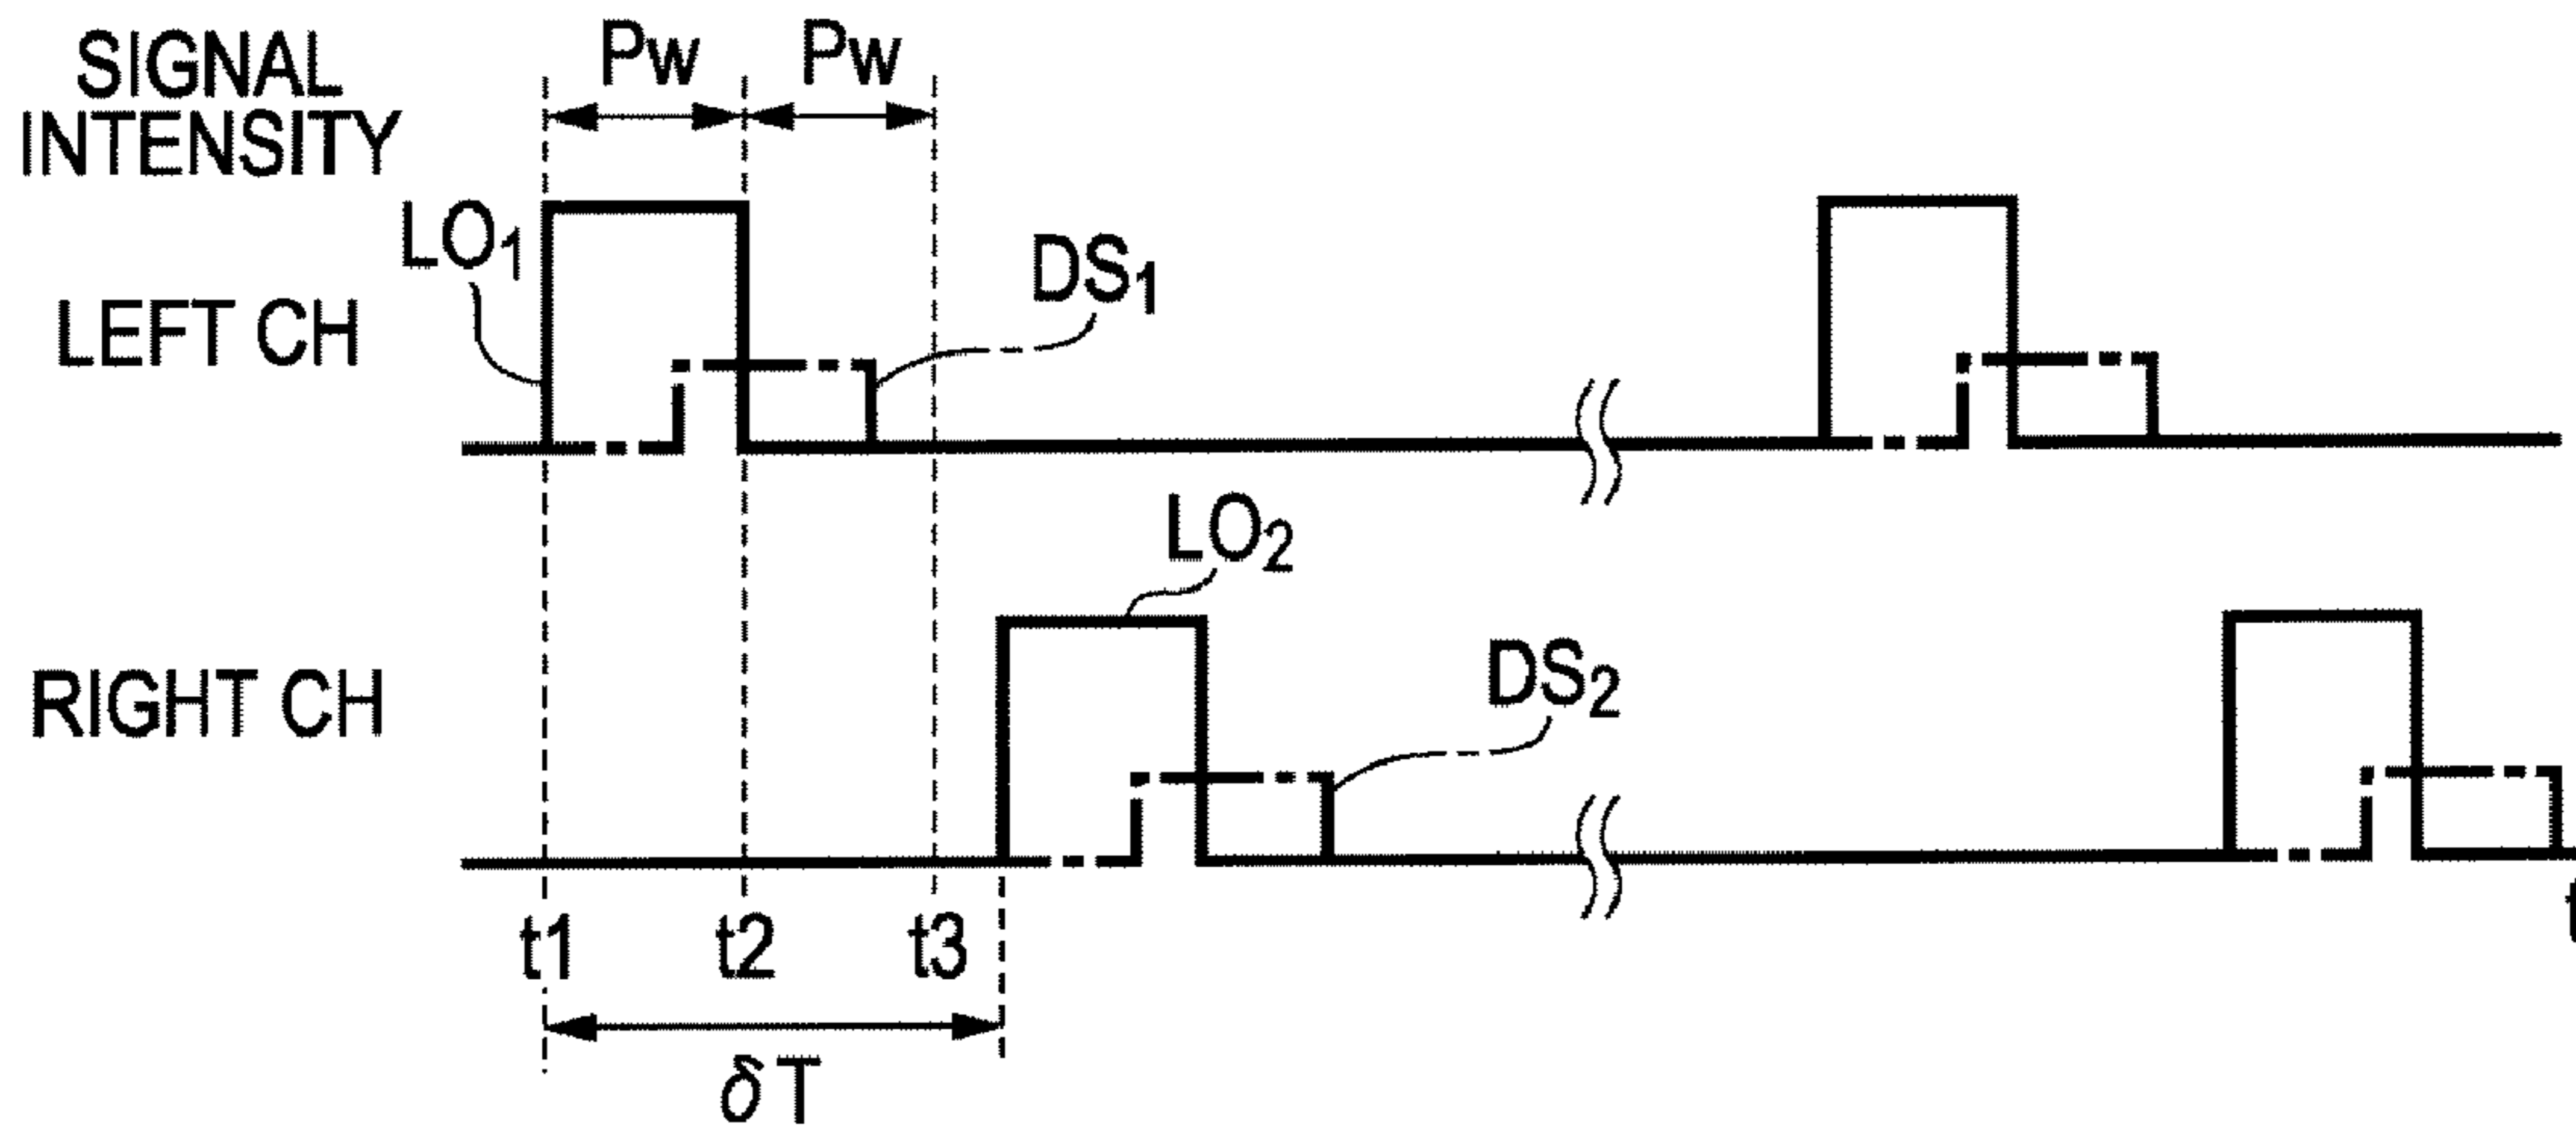 SIGNAL
INTENSITY
Pw Pw
LO1
DS1
LEFT CH
LO2
DS2
RIGHT CH
t1 t2 t3
t
δT